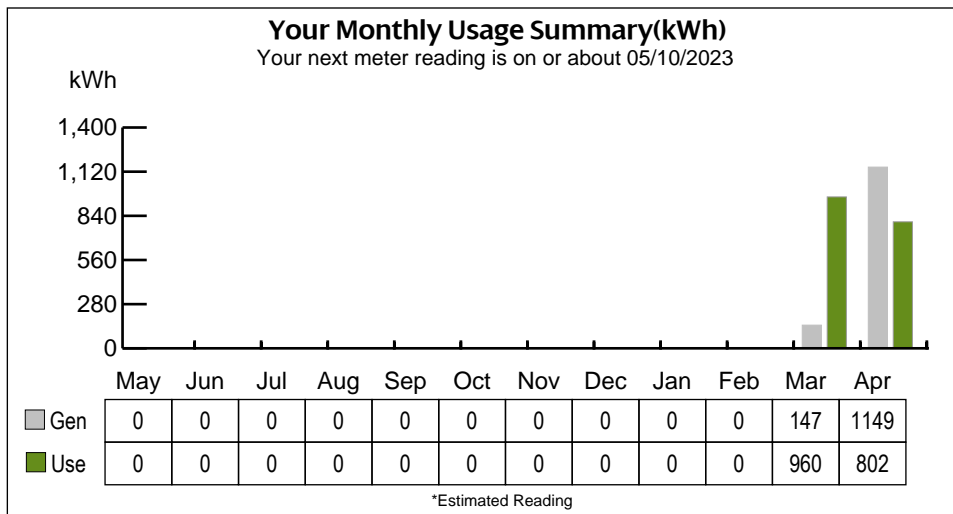 Your Monthly Usage Summary(kWh)
Your next meter reading is on or about 05/10/2023
kWh
1,400
1,120
840
560
280
0
May Jun Jul Aug Sep Oct Nov Dec Jan Feb Mar Apr
Gen 0 0 0 0 0 0 0 0 0 0 147 1149
Use 0 0 0 0 0 0 0 0 0 0 960 802
*Estimated Reading